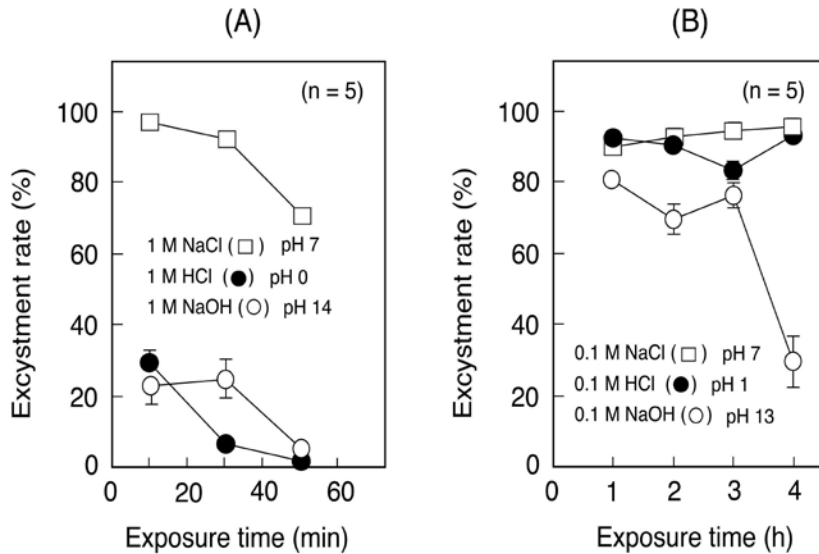 (A)
(n = 5)
100
80
60
40
20
0
Excystment rate (%)
1 M NaCl (□) pH 7
1 M HCl (●) pH 0
1 M NaOH (○) pH 14
0 20 40 60
Exposure time (min)
(B)
(n = 5)
100
80
60
40
20
0
Excystment rate (%)
0.1 M NaCl (□) pH 7
0.1 M HCl (●) pH 1
0.1 M NaOH (○) pH 13
0 1 2 3 4
Exposure time (h)